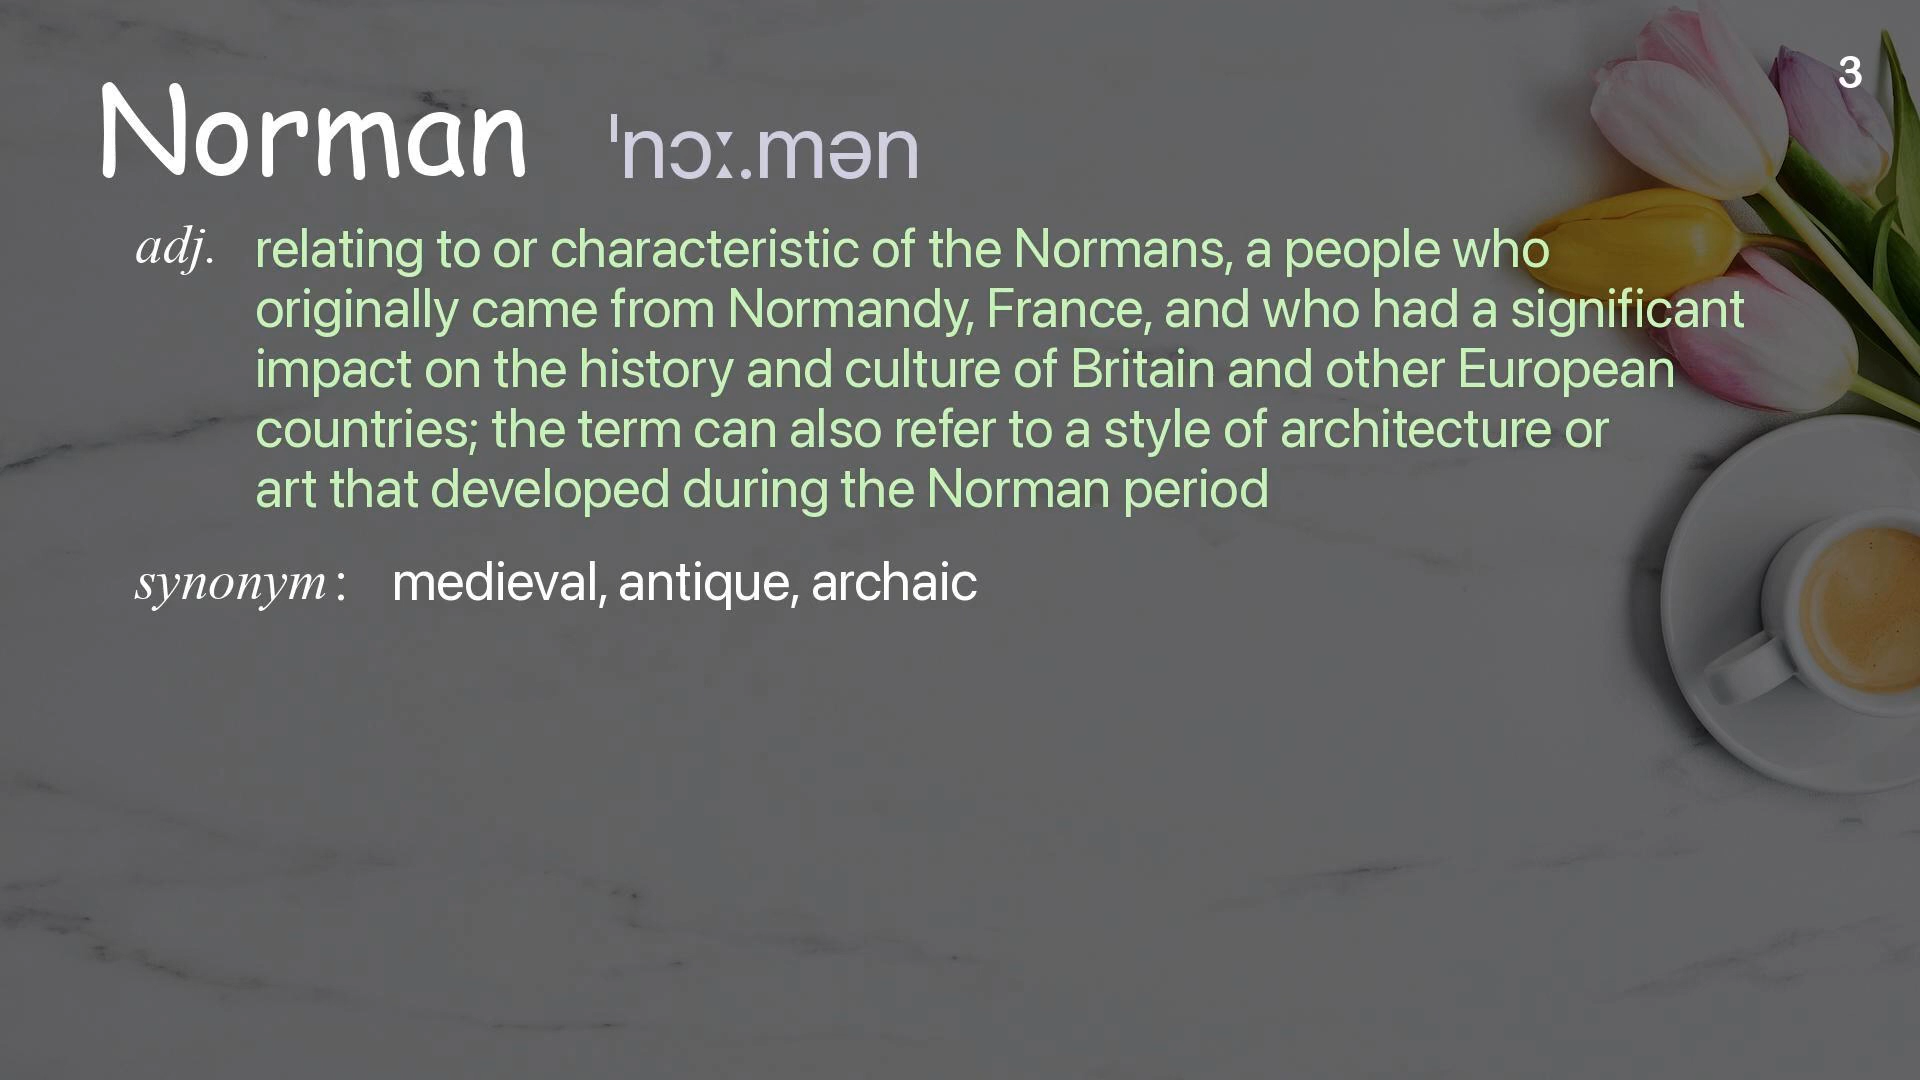 3
Norman ˈnɔː.mən
adj. relating to or characteristic of the Normans, a people who
originally came from Normandy, France, and who had a significant
impact on the history and culture of Britain and other European
countries; the term can also refer to a style of architecture or
art that developed during the Norman period
synonym : medieval, antique, archaic